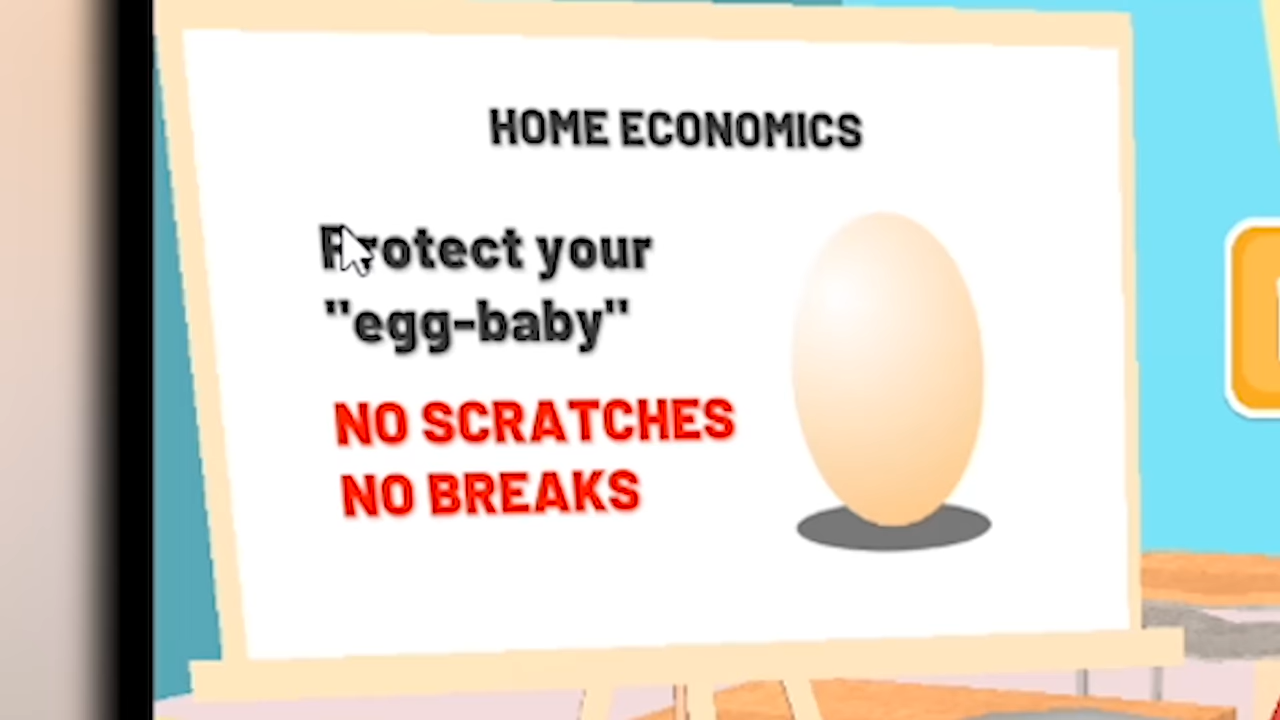 HOME ECONOMICS
Protect your
"egg-baby"
NO SCRATCHES
NO BREAKS